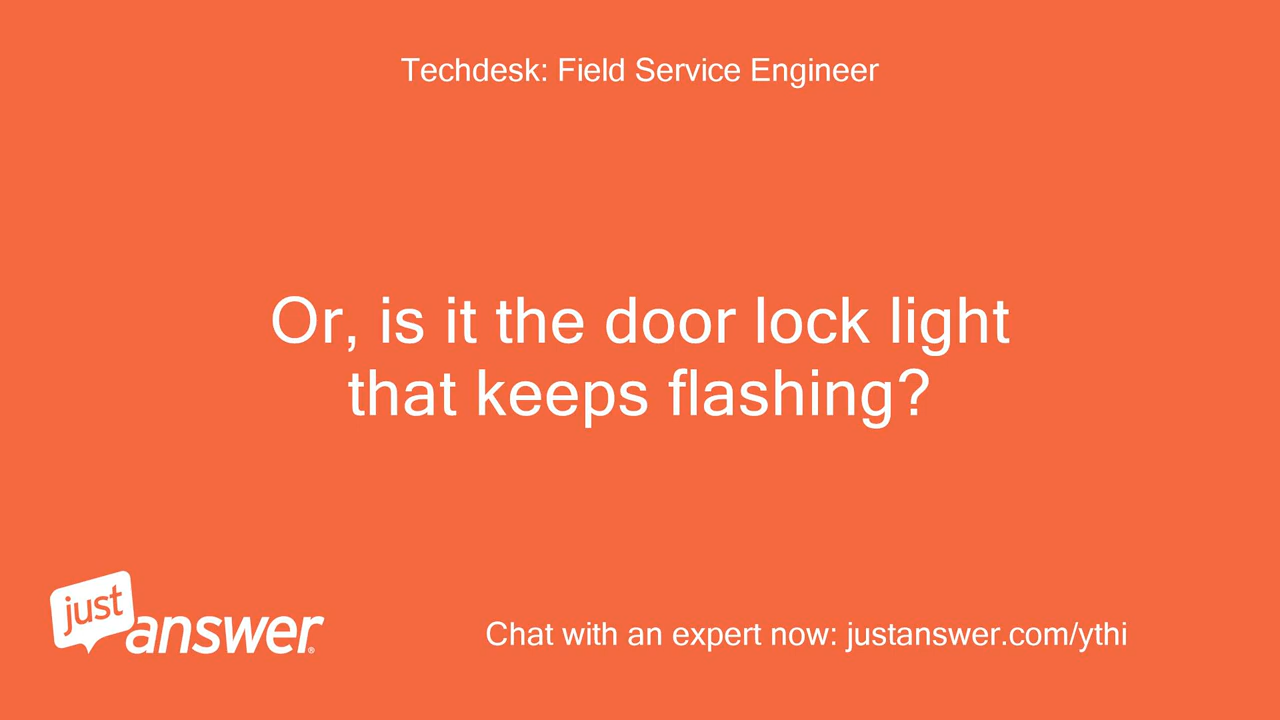 Techdesk: Field Service Engineer
Or, is it the door lock light
that keeps flashing?
just
answer®
Chat with an expert now: justanswer.com/ythi